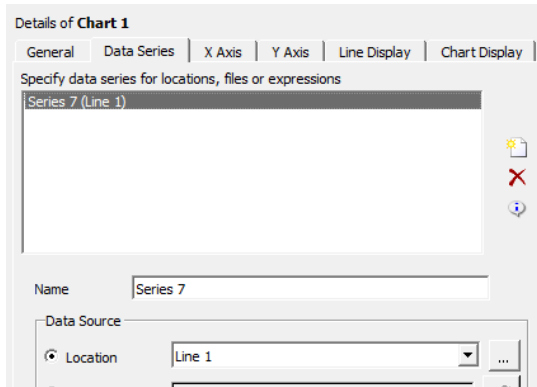 Details of Chart 1
General Data Series X Axis Y Axis Line Display Chart Display
Specify data series for locations, files or expressions
Series 7 (Line 1)
Name Series 7
Data Source
Location Line 1 ...